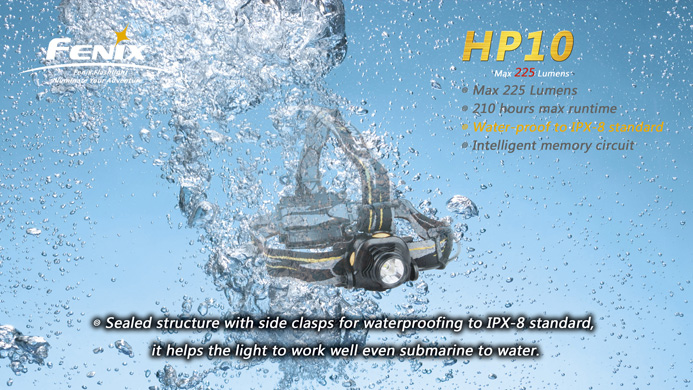 FENIX
Fenix Flashlight
Illuminate Your Adventure
HP10
Max 225 Lumens
Max 225 Lumens
210 hours max runtime
Water-proof to IPX-8 standard
Intelligent memory circuit
Sealed structure with side clasps for waterproofing to IPX-8 standard,
it helps the light to work well even submarine to water.